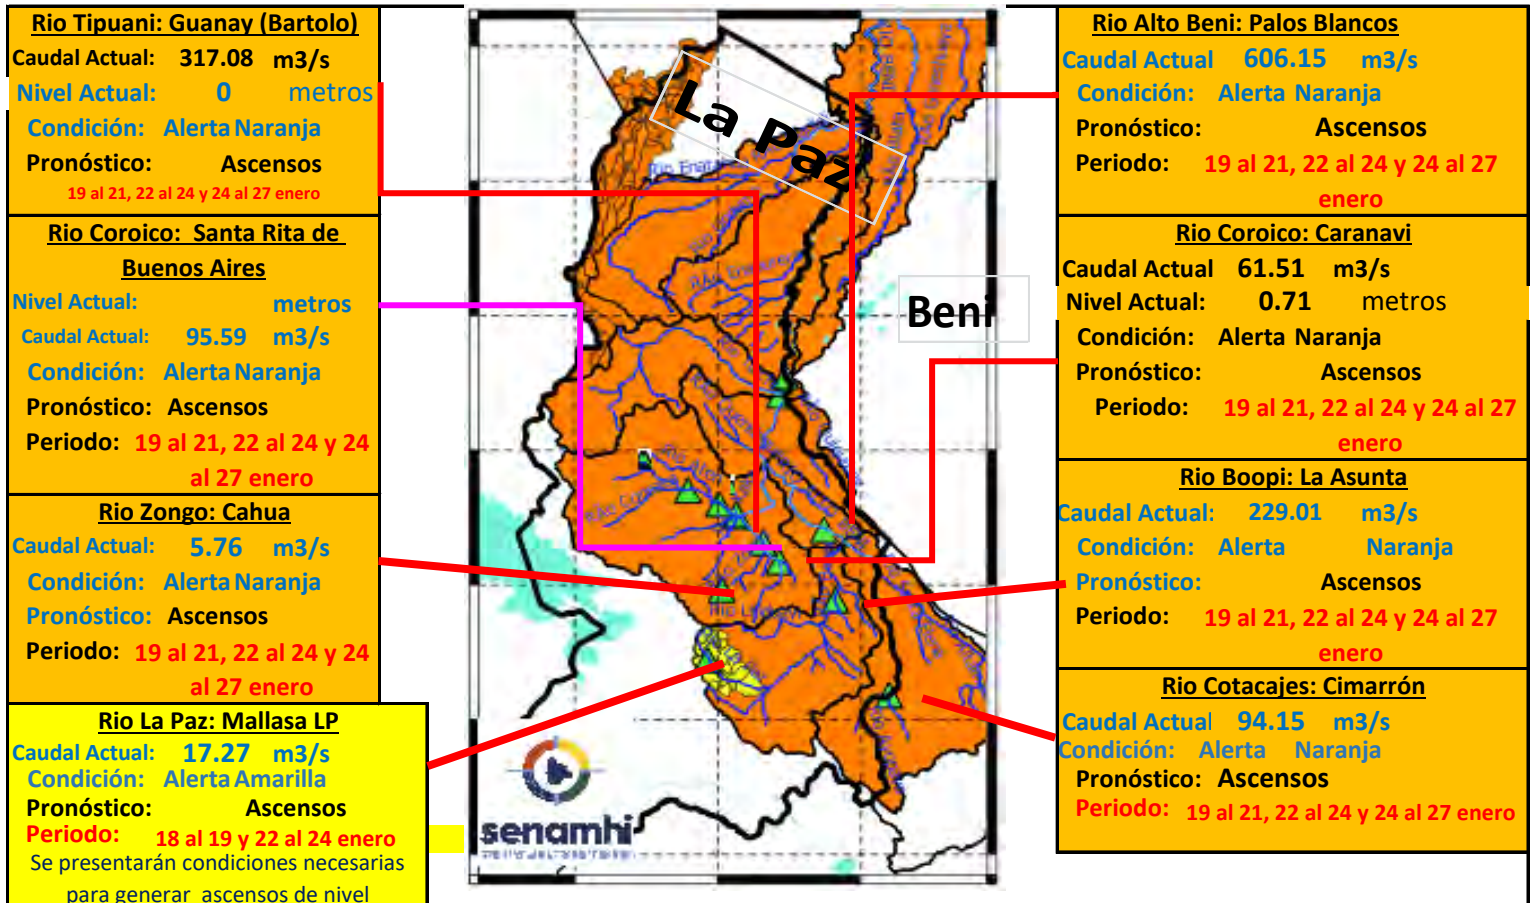 Rio Tipuani: Guanay (Bartolo)
Caudal Actual: 317.08 m3/s
Nivel Actual: 0 metros
Condición: Alerta Naranja
Pronóstico: Ascensos
19 al 21, 22 al 24 y 24 al 27 enero
Rio Coroico: Santa Rita de
Buenos Aires
Nivel Actual: metros
Caudal Actual: 95.59 m3/s
Condición: Alerta Naranja
Pronóstico: Ascensos
Periodo: 19 al 21, 22 al 24 y 24
al 27 enero
Rio Zongo: Cahua
Caudal Actual: 5.76 m3/s
Condición: Alerta Naranja
Pronóstico: Ascensos
Periodo: 19 al 21, 22 al 24 y 24
al 27 enero
Rio La Paz: Mallasa LP
Caudal Actual: 17.27 m3/s
Condición: Alerta Amarilla
Pronóstico: Ascensos
Periodo: 18 al 19 y 22 al 24 enero
Se presentarán condiciones necesarias
para generar ascensos de nivel
La Paz
Beni
senamhi
Rio Alto Beni: Palos Blancos
Caudal Actual 606.15 m3/s
Condición: Alerta Naranja
Pronóstico: Ascensos
Periodo: 19 al 21, 22 al 24 y 24 al 27
enero
Rio Coroico: Caranavi
Caudal Actual 61.51 m3/s
Nivel Actual: 0.71 metros
Condición: Alerta Naranja
Pronóstico: Ascensos
Periodo: 19 al 21, 22 al 24 y 24 al 27
enero
Rio Boopi: La Asunta
Caudal Actual: 229.01 m3/s
Condición: Alerta Naranja
Pronóstico: Ascensos
Periodo: 19 al 21, 22 al 24 y 24 al 27
enero
Rio Cotacajes: Cimarrón
Caudal Actual 94.15 m3/s
Condición: Alerta Naranja
Pronóstico: Ascensos
Periodo: 19 al 21, 22 al 24 y 24 al 27 enero